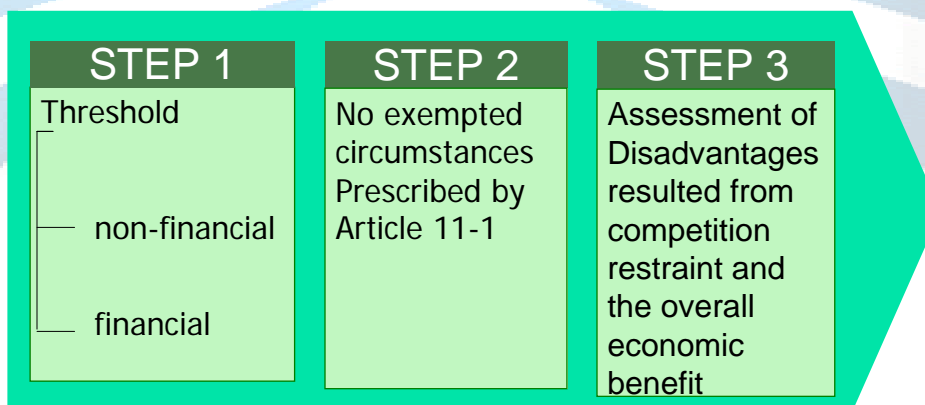 STEP 1
Threshold
non-financial
financial
STEP 2
No exempted
circumstances
Prescribed by
Article 11-1
STEP 3
Assessment of
Disadvantages
resulted from
competition
restraint and
the overall
economic
benefit